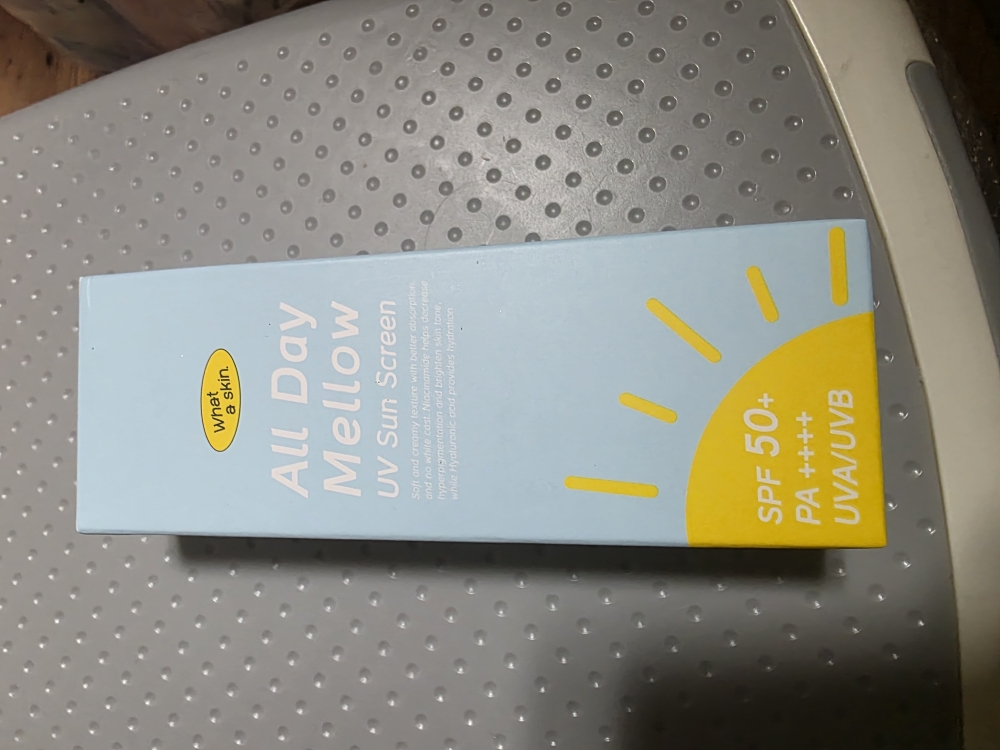 What
a skin.
All Day
Mellow
UV Sun Screen
Soft and creamy texture with better absorption,
and no white cast. Niacinamide helps decrease
hyperpigmentation and brighten skin tone,
while Hyaluronic acid provides hydration.
SPF 50+
PA ++++
UVA/UVB